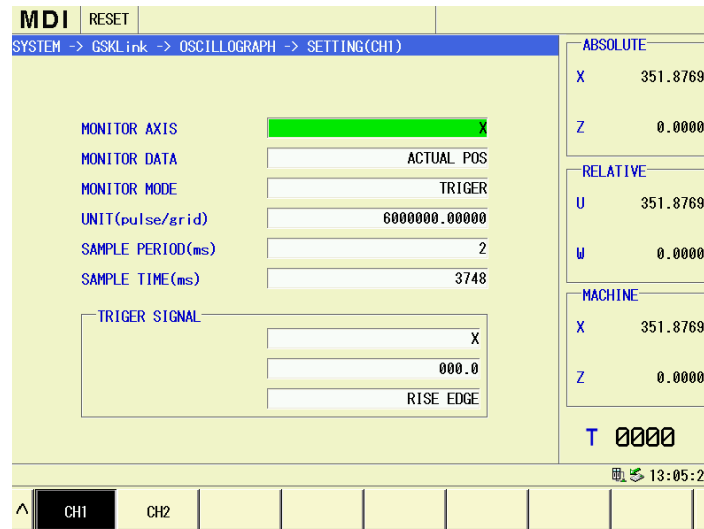 MDI RESET
SYSTEM -> GSKLink -> OSCILLOGRAPH -> SETTING(CH1)
MONITOR AXIS X
MONITOR DATA ACTUAL POS
MONITOR MODE TRIGER
UNIT(pulse/grid) 6000000.00000
SAMPLE PERIOD(ms) 2
SAMPLE TIME(ms) 3748
TRIGER SIGNAL
X
000.0
RISE EDGE
ABSOLUTE
X 351.8769
Z 0.0000
RELATIVE
U 351.8769
W 0.0000
MACHINE
X 351.8769
Z 0.0000
T 0000
13:05:2
^ CH1 CH2